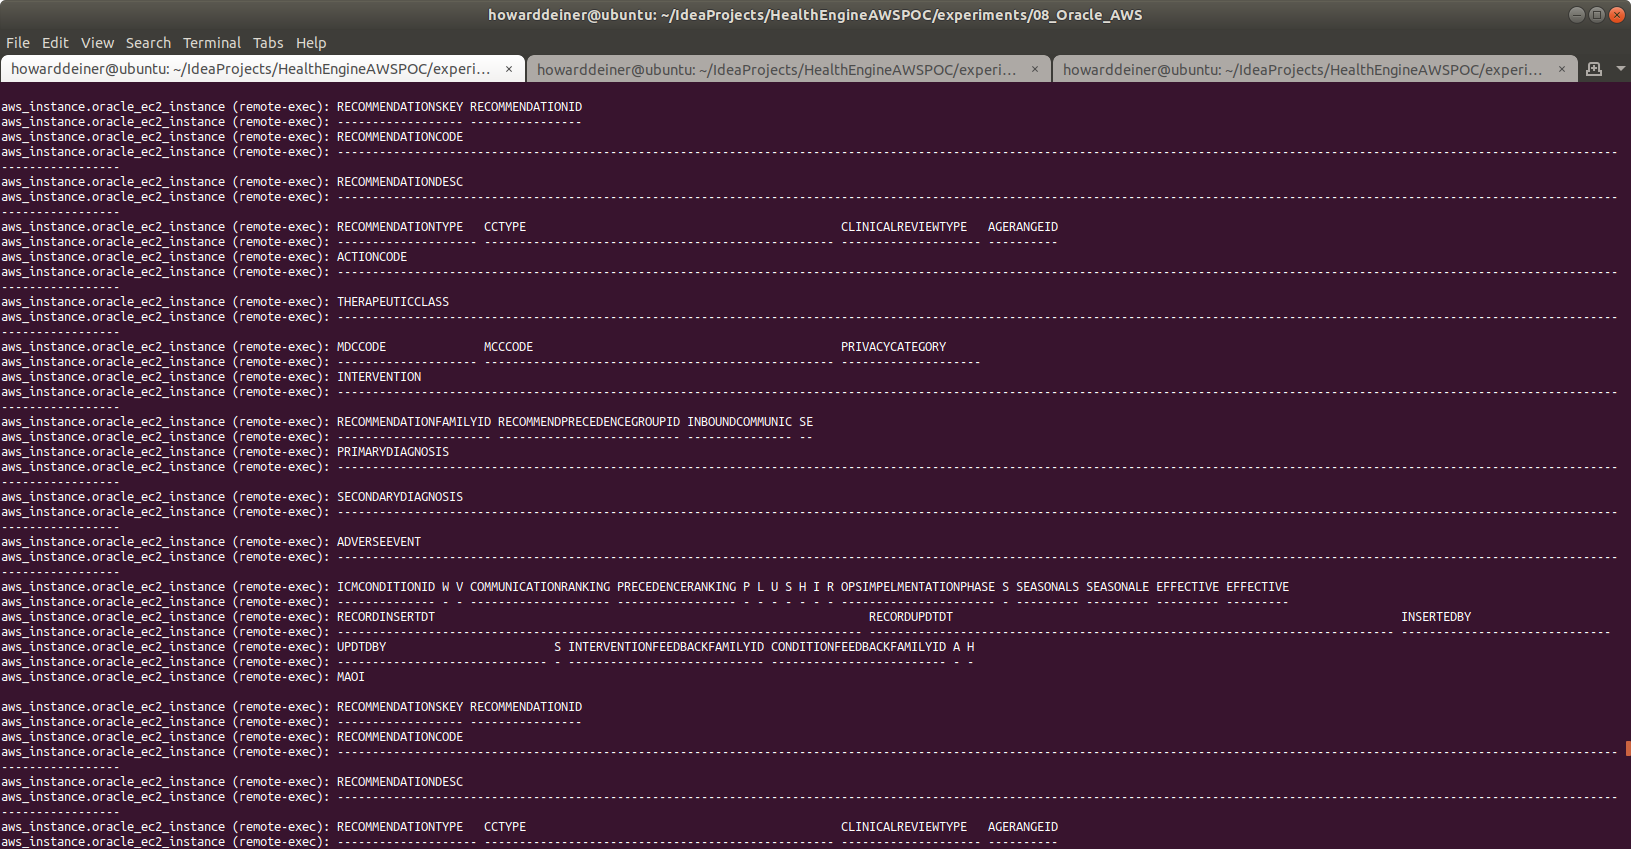 howarddeiner@ubuntu: ~/IdeaProjects/HealthEngineAWSPOC/experiments/08_Oracle_AWS
File Edit View Search Terminal Tabs Help
howarddeiner@ubuntu: ~/IdeaProjects/HealthEngineAWSPOC/experi... × howarddeiner@ubuntu: ~/IdeaProjects/HealthEngineAWSPOC/experi... × howarddeiner@ubuntu: ~/IdeaProjects/HealthEngineAWSPOC/experi... ×
aws_instance.oracle_ec2_instance (remote-exec): RECOMMENDATIONSKEY RECOMMENDATIONID
aws_instance.oracle_ec2_instance (remote-exec): ------------------ ----------------
aws_instance.oracle_ec2_instance (remote-exec): RECOMMENDATIONCODE
aws_instance.oracle_ec2_instance (remote-exec): ---------------------------------------------------------------------------------------------------------------------------------------------------------------------------------------
-----------------
aws_instance.oracle_ec2_instance (remote-exec): RECOMMENDATIONDESC
aws_instance.oracle_ec2_instance (remote-exec): ---------------------------------------------------------------------------------------------------------------------------------------------------------------------------------------
-----------------
aws_instance.oracle_ec2_instance (remote-exec): RECOMMENDATIONTYPE CCTYPE CLINICALREVIEWTYPE AGERANGEID
aws_instance.oracle_ec2_instance (remote-exec): -------------------- -------------------------------------------------- -------------------- ----------
aws_instance.oracle_ec2_instance (remote-exec): ACTIONCODE
aws_instance.oracle_ec2_instance (remote-exec): ---------------------------------------------------------------------------------------------------------------------------------------------------------------------------------------
-----------------
aws_instance.oracle_ec2_instance (remote-exec): THERAPEUTICCLASS
aws_instance.oracle_ec2_instance (remote-exec): ---------------------------------------------------------------------------------------------------------------------------------------------------------------------------------------
-----------------
aws_instance.oracle_ec2_instance (remote-exec): MDCCODE MCCCODE PRIVACYCATEGORY
aws_instance.oracle_ec2_instance (remote-exec): -------------------- -------------------------------------------------- --------------------
aws_instance.oracle_ec2_instance (remote-exec): INTERVENTION
aws_instance.oracle_ec2_instance (remote-exec): ---------------------------------------------------------------------------------------------------------------------------------------------------------------------------------------
-----------------
aws_instance.oracle_ec2_instance (remote-exec): RECOMMENDATIONFAMILYID RECOMMENDPRECEDENCEGROUPID INBOUNDCOMMUNIC SE
aws_instance.oracle_ec2_instance (remote-exec): ---------------------- -------------------------- --------------- --
aws_instance.oracle_ec2_instance (remote-exec): PRIMARYDIAGNOSIS
aws_instance.oracle_ec2_instance (remote-exec): ---------------------------------------------------------------------------------------------------------------------------------------------------------------------------------------
-----------------
aws_instance.oracle_ec2_instance (remote-exec): SECONDARYDIAGNOSIS
aws_instance.oracle_ec2_instance (remote-exec): ---------------------------------------------------------------------------------------------------------------------------------------------------------------------------------------
-----------------
aws_instance.oracle_ec2_instance (remote-exec): ADVERSEEVENT
aws_instance.oracle_ec2_instance (remote-exec): ---------------------------------------------------------------------------------------------------------------------------------------------------------------------------------------
-----------------
aws_instance.oracle_ec2_instance (remote-exec): ICMCONDITIONID W V COMMUNICATIONRANKING PRECEDENCERANKING P L U S H I R OPSIMPELMENTATIONPHASE S SEASONALS SEASONALE EFFECTIVE EFFECTIVE
aws_instance.oracle_ec2_instance (remote-exec): -------------- - - -------------------- ----------------- - - - - - - - ---------------------- - --------- --------- --------- ---------
aws_instance.oracle_ec2_instance (remote-exec): RECORDINSERTDT RECORDUPDTDT INSERTEDBY
aws_instance.oracle_ec2_instance (remote-exec): --------------------------------------------------------------------------- --------------------------------------------------------------------------- ------------------------------
aws_instance.oracle_ec2_instance (remote-exec): UPDTDBY S INTERVENTIONFEEDBACKFAMILYID CONDITIONFEEDBACKFAMILYID A H
aws_instance.oracle_ec2_instance (remote-exec): ------------------------------ - ---------------------------- ------------------------- - -
aws_instance.oracle_ec2_instance (remote-exec): MAOI
aws_instance.oracle_ec2_instance (remote-exec): RECOMMENDATIONSKEY RECOMMENDATIONID
aws_instance.oracle_ec2_instance (remote-exec): ------------------ ----------------
aws_instance.oracle_ec2_instance (remote-exec): RECOMMENDATIONCODE
aws_instance.oracle_ec2_instance (remote-exec): ---------------------------------------------------------------------------------------------------------------------------------------------------------------------------------------
-----------------
aws_instance.oracle_ec2_instance (remote-exec): RECOMMENDATIONDESC
aws_instance.oracle_ec2_instance (remote-exec): ---------------------------------------------------------------------------------------------------------------------------------------------------------------------------------------
-----------------
aws_instance.oracle_ec2_instance (remote-exec): RECOMMENDATIONTYPE CCTYPE CLINICALREVIEWTYPE AGERANGEID
aws_instance.oracle_ec2_instance (remote-exec): -------------------- -------------------------------------------------- -------------------- ----------